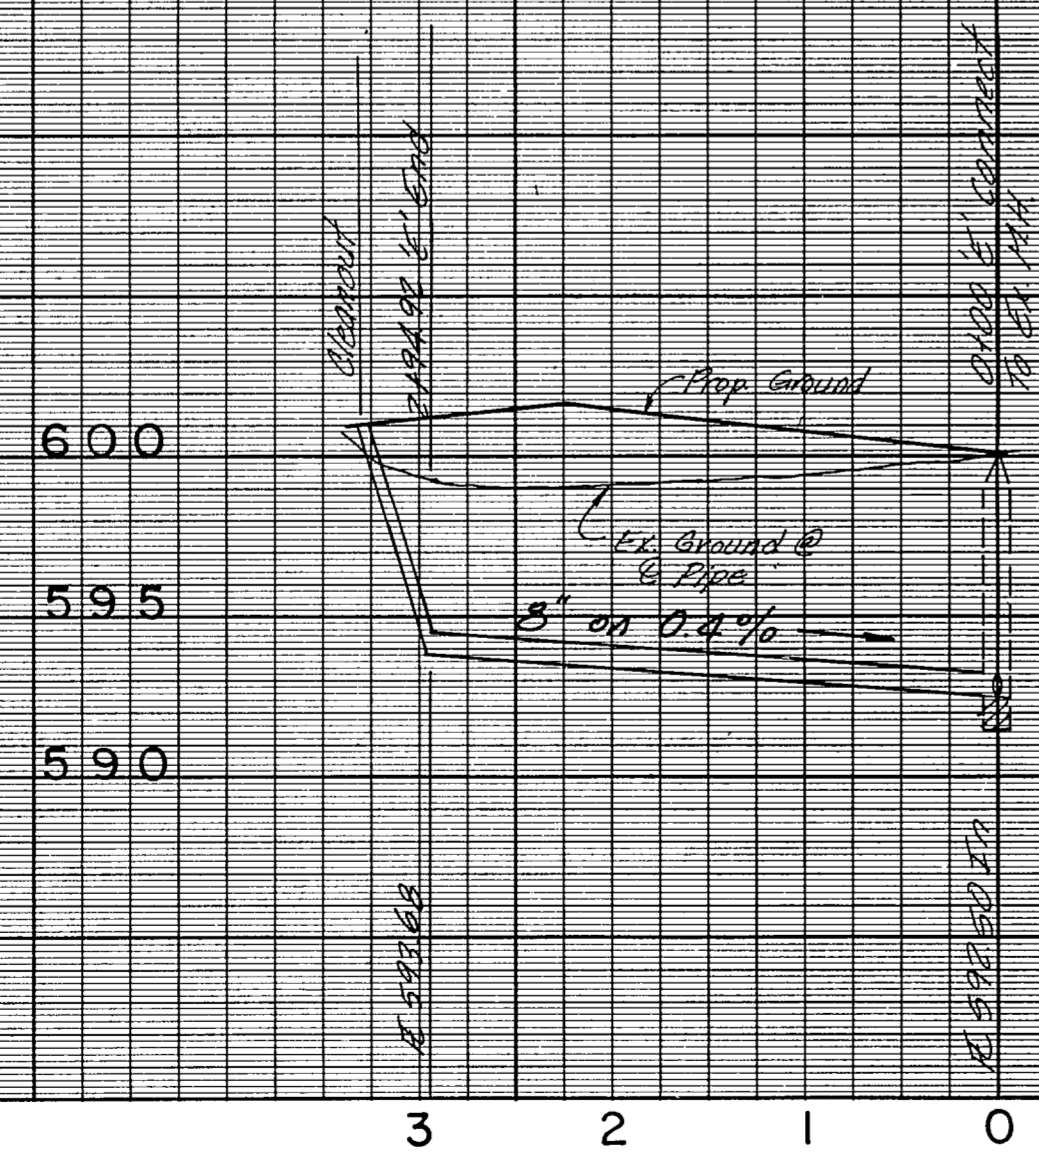 Cleanout
2+94.92 'E' End
0+00 'E' Connect
To Ex. M.H.
Prop. Ground
600
Ex. Ground @
℄ Pipe
595
8" on 0.4%
590
593.68
592.50 In
3 2 1 0